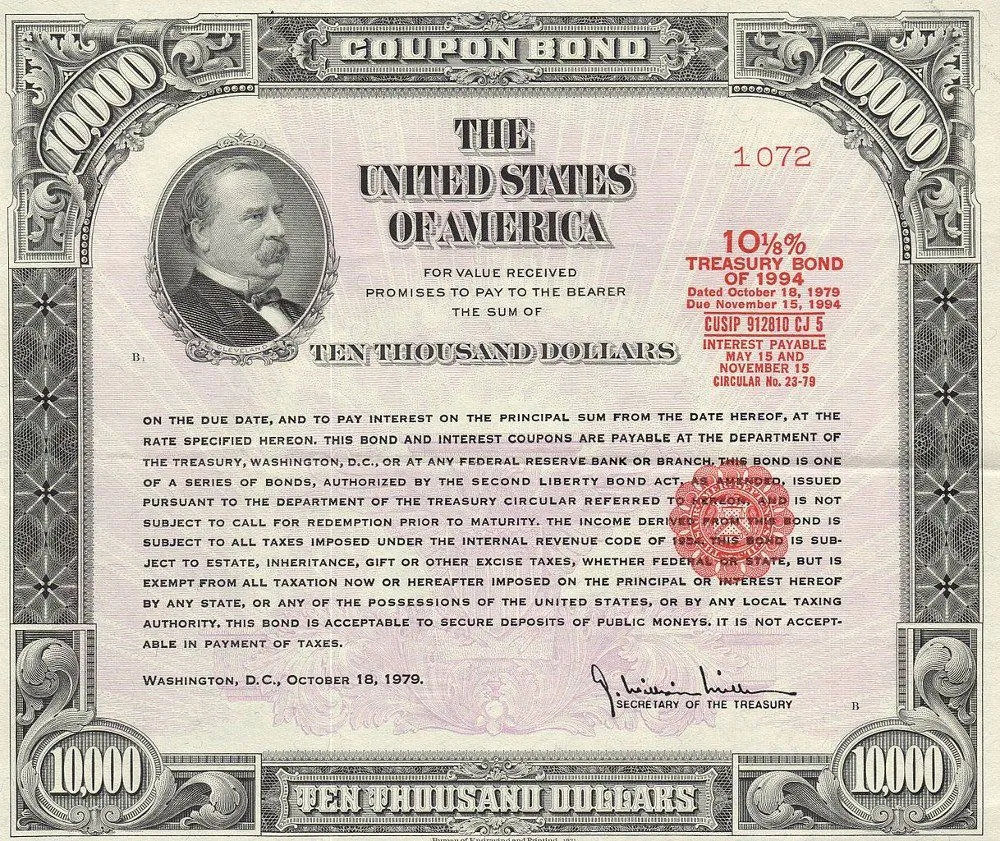 COUPON BOND
10,000
10,000
THE
UNITED STATES
OF AMERICA
1072
FOR VALUE RECEIVED
PROMISES TO PAY TO THE BEARER
THE SUM OF
TEN THOUSAND DOLLARS
10⅛%
TREASURY BOND
OF 1994
Dated October 18, 1979
Due November 15, 1994
CUSIP 912810 CJ 5
INTEREST PAYABLE
MAY 15 AND
NOVEMBER 15
CIRCULAR No. 23-79
B1
ON THE DUE DATE, AND TO PAY INTEREST ON THE PRINCIPAL SUM FROM THE DATE HEREOF, AT THE
RATE SPECIFIED HEREON. THIS BOND AND INTEREST COUPONS ARE PAYABLE AT THE DEPARTMENT OF
THE TREASURY, WASHINGTON, D.C., OR AT ANY FEDERAL RESERVE BANK OR BRANCH. THIS BOND IS ONE
OF A SERIES OF BONDS, AUTHORIZED BY THE SECOND LIBERTY BOND ACT, AS AMENDED, ISSUED
PURSUANT TO THE DEPARTMENT OF THE TREASURY CIRCULAR REFERRED TO HEREON, AND IS NOT
SUBJECT TO CALL FOR REDEMPTION PRIOR TO MATURITY. THE INCOME DERIVED FROM THIS BOND IS
SUBJECT TO ALL TAXES IMPOSED UNDER THE INTERNAL REVENUE CODE OF 1954. THIS BOND IS SUB-
JECT TO ESTATE, INHERITANCE, GIFT OR OTHER EXCISE TAXES, WHETHER FEDERAL OR STATE, BUT IS
EXEMPT FROM ALL TAXATION NOW OR HEREAFTER IMPOSED ON THE PRINCIPAL OR INTEREST HEREOF
BY ANY STATE, OR ANY OF THE POSSESSIONS OF THE UNITED STATES, OR BY ANY LOCAL TAXING
AUTHORITY. THIS BOND IS ACCEPTABLE TO SECURE DEPOSITS OF PUBLIC MONEYS. IT IS NOT ACCEPT-
ABLE IN PAYMENT OF TAXES.
WASHINGTON, D.C., OCTOBER 18, 1979.
J. William Miller
SECRETARY OF THE TREASURY
B
10,000
TEN THOUSAND DOLLARS
10,000
Bureau of Engraving and Printing